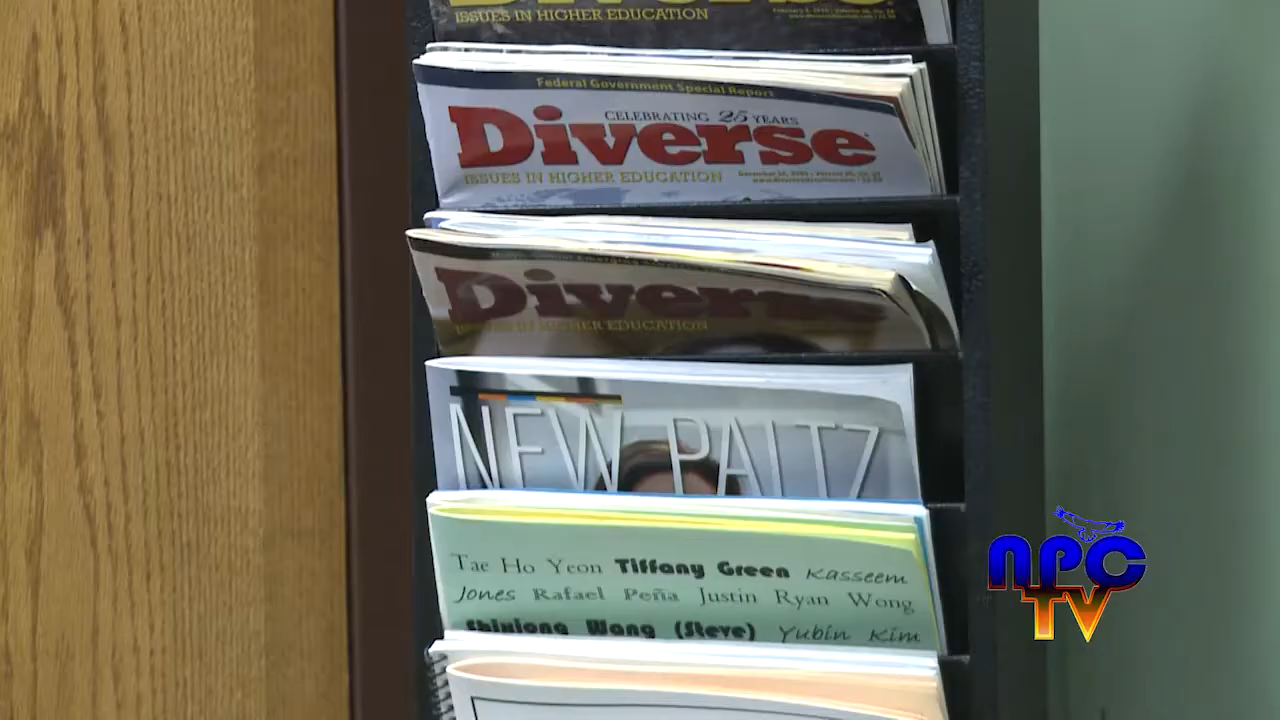 Diverse
ISSUES IN HIGHER EDUCATION
Federal Government Special Report
CELEBRATING 25 YEARS
Diverse
ISSUES IN HIGHER EDUCATION
Diverse
ISSUES IN HIGHER EDUCATION
NEW PALTZ
Tae Ho Yeon Tiffany Green Kasseem
Jones Rafael Peña Justin Ryan Wong
Shixiong Wang (Steve) Yubin Kim
NPC
TV